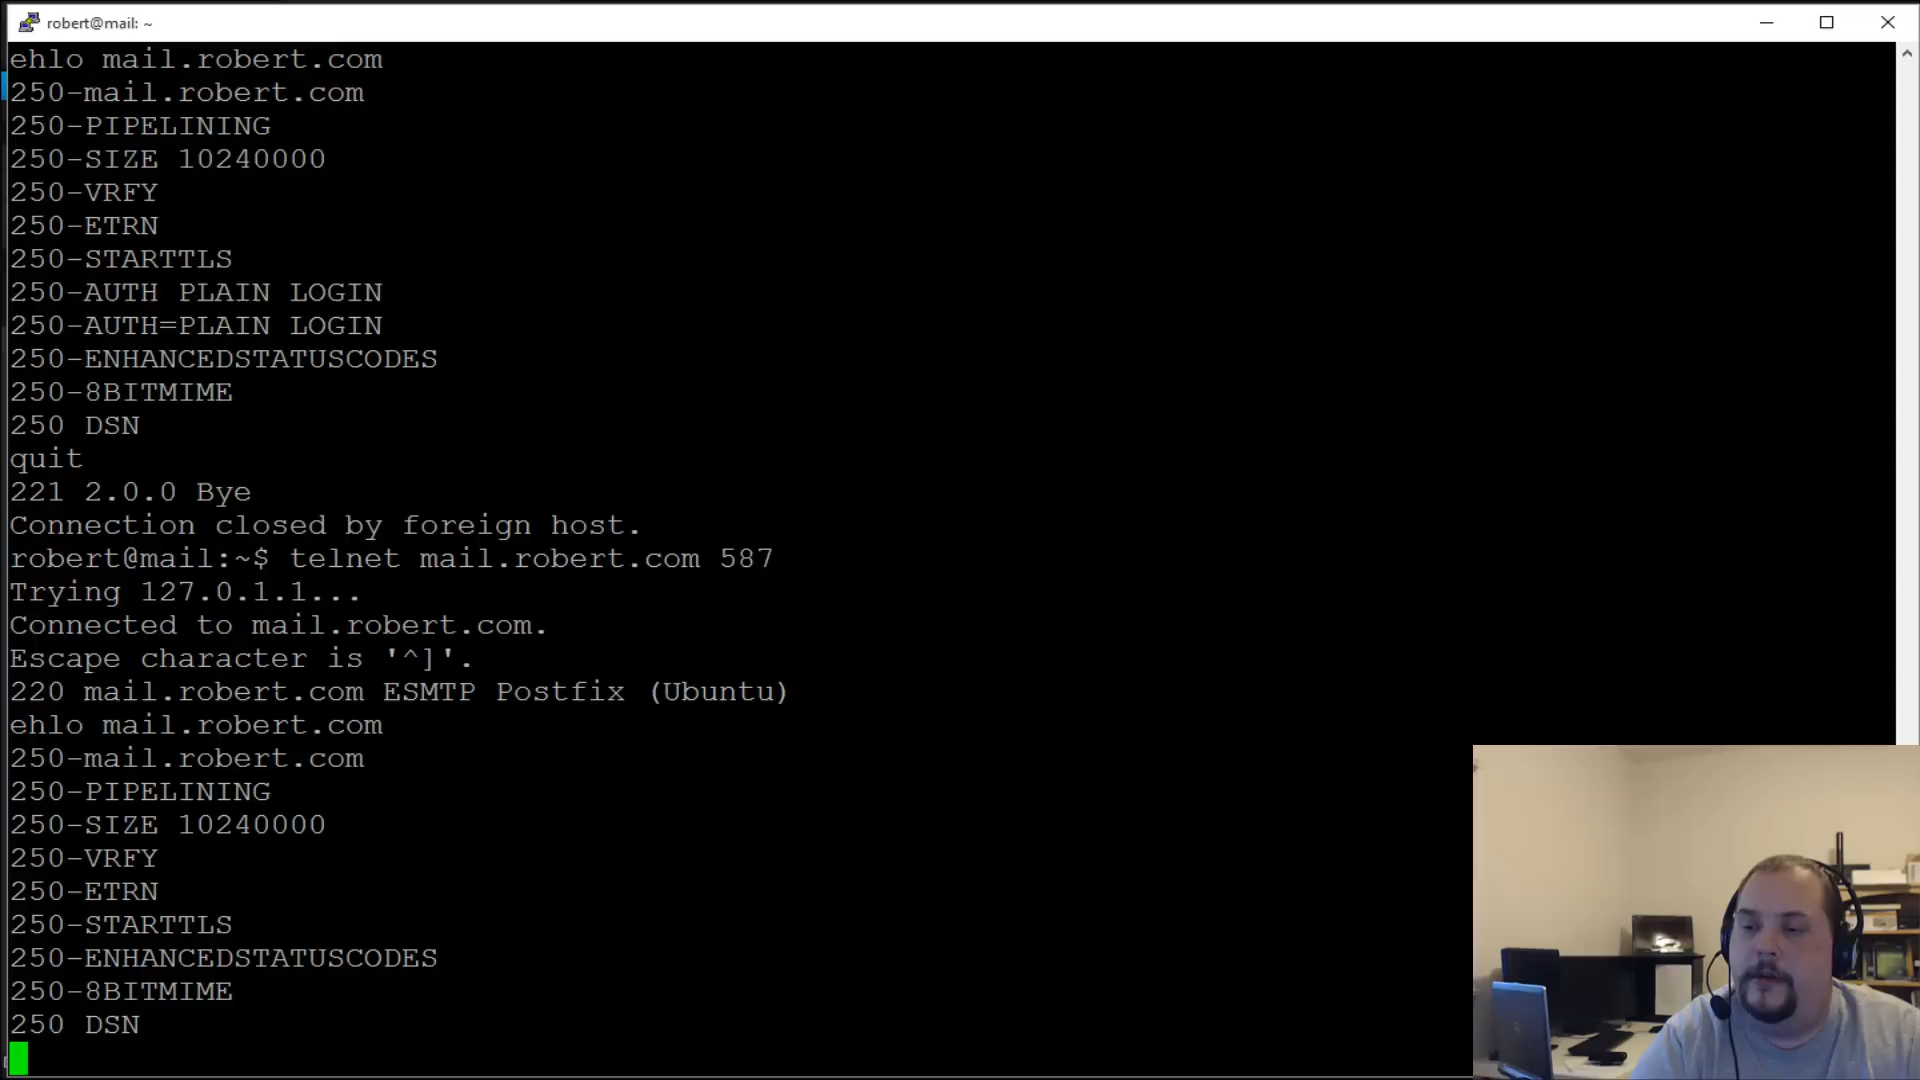 robert@mail: ~
ehlo mail.robert.com
250-mail.robert.com
250-PIPELINING
250-SIZE 10240000
250-VRFY
250-ETRN
250-STARTTLS
250-AUTH PLAIN LOGIN
250-AUTH=PLAIN LOGIN
250-ENHANCEDSTATUSCODES
250-8BITMIME
250 DSN
quit
221 2.0.0 Bye
Connection closed by foreign host.
robert@mail:~$ telnet mail.robert.com 587
Trying 127.0.1.1...
Connected to mail.robert.com.
Escape character is '^]'.
220 mail.robert.com ESMTP Postfix (Ubuntu)
ehlo mail.robert.com
250-mail.robert.com
250-PIPELINING
250-SIZE 10240000
250-VRFY
250-ETRN
250-STARTTLS
250-ENHANCEDSTATUSCODES
250-8BITMIME
250 DSN